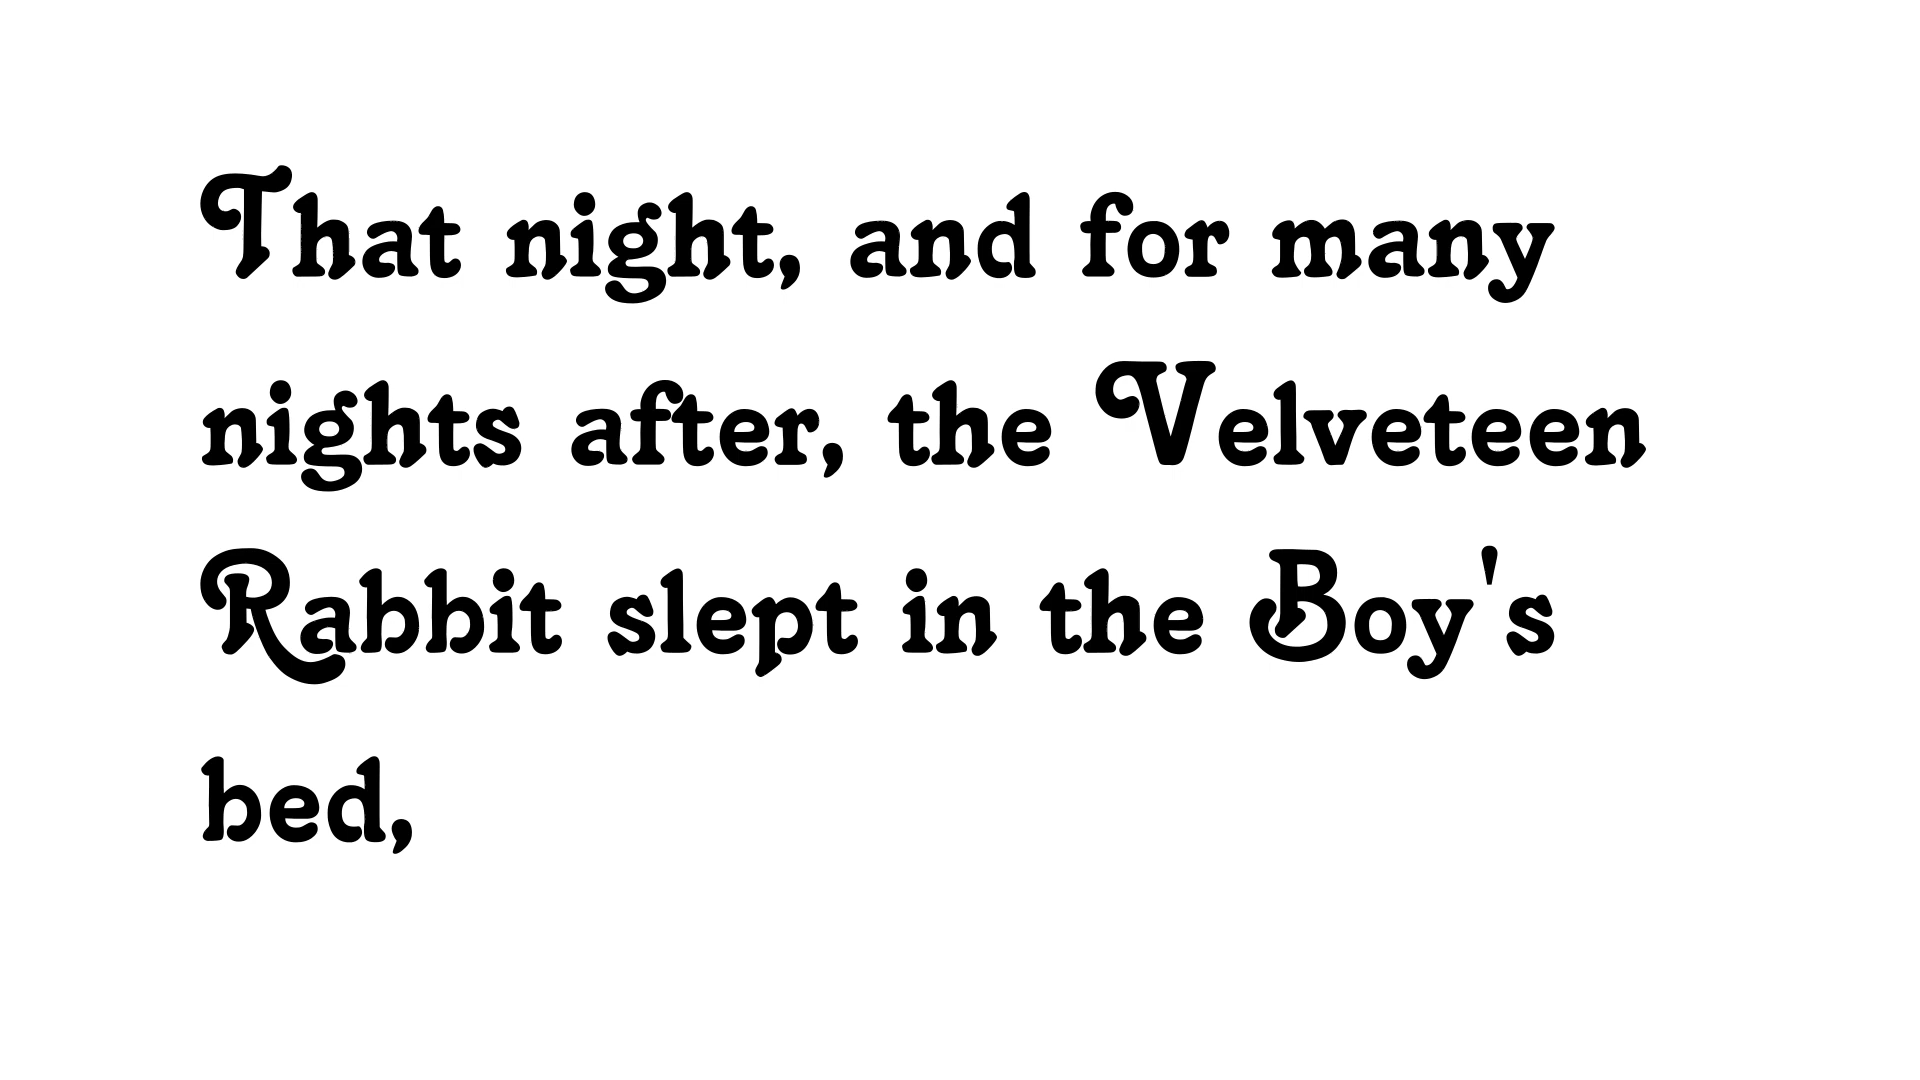 That night, and for many
nights after, the Velveteen
Rabbit slept in the Boy's
bed,